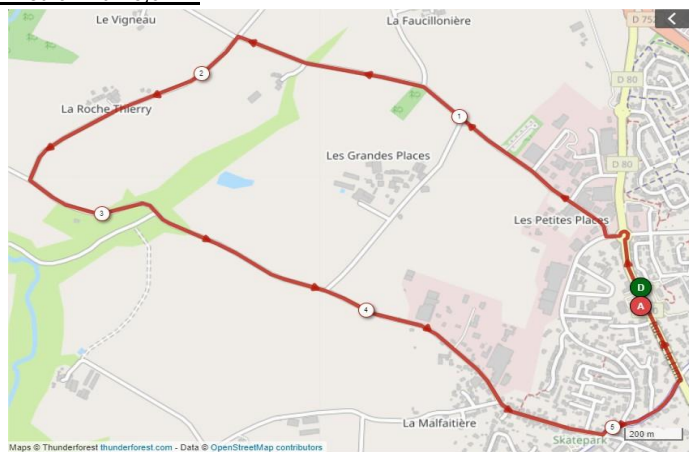 Le Vigneau
La Faucillonière
D 752
D 80
2
La Roche Thierry
1
Les Grandes Places
D 80
Les Petites Places
3
D
A
4
La Malfaitière
5
Skatepark
200 m
Maps © Thunderforest thunderforest.com - Data © OpenStreetMap contributors